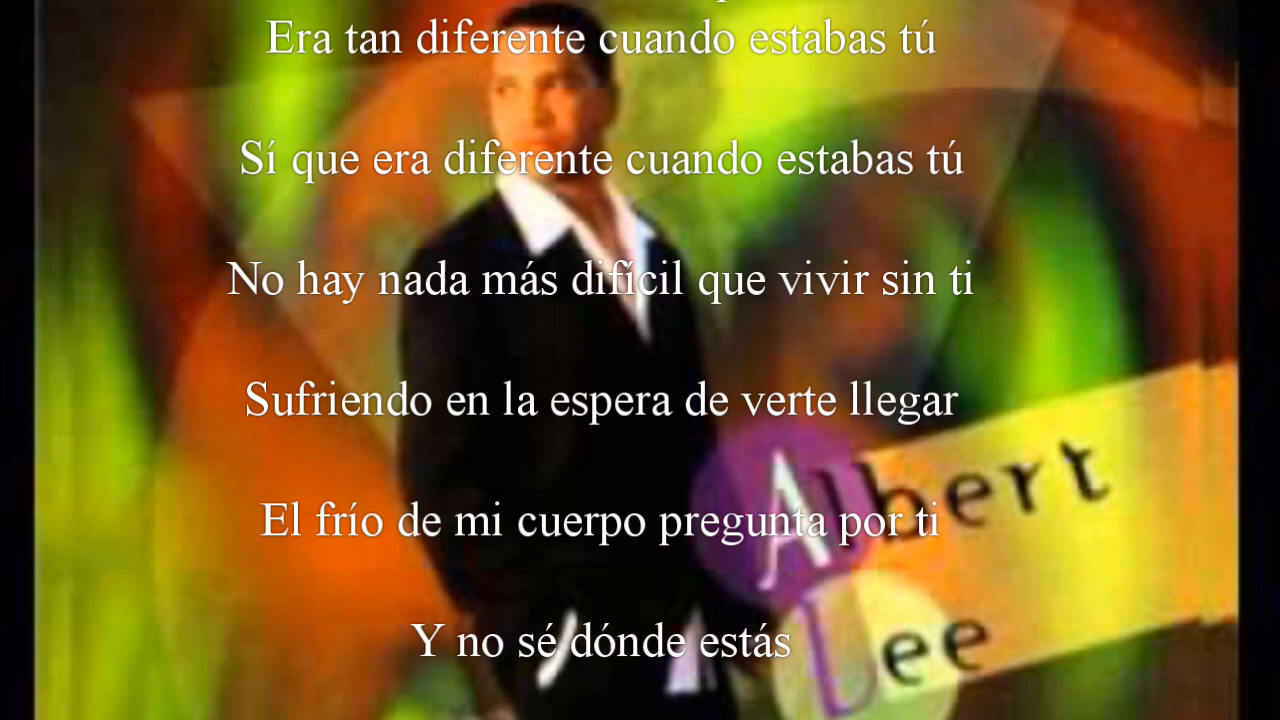 Era tan diferente cuando estabas tú
Sí que era diferente cuando estabas tú
No hay nada más difícil que vivir sin ti
Sufriendo en la espera de verte llegar
El frío de mi cuerpo pregunta por ti
Y no sé dónde estás
Albert
Lee